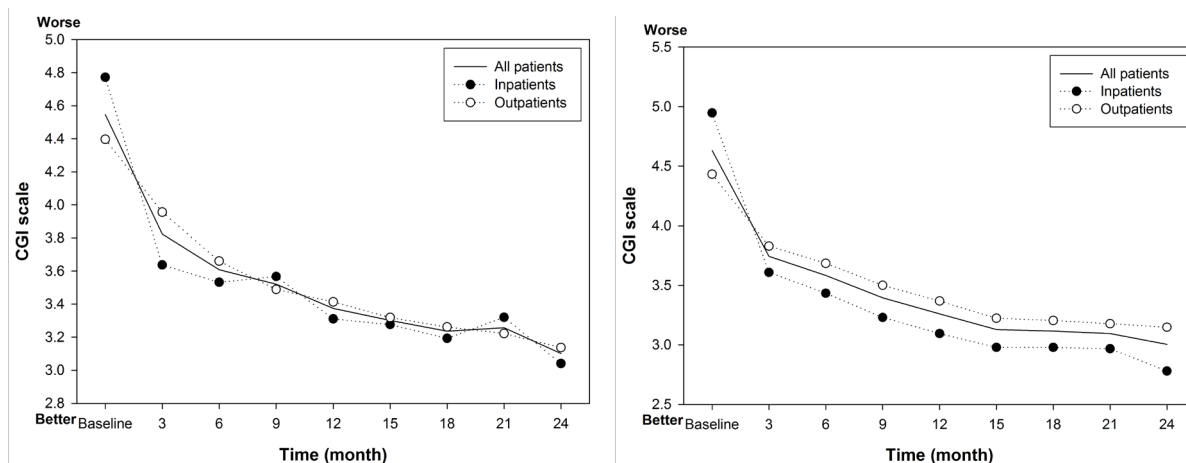 Worse
5.0
4.8
4.6
4.4
4.2
4.0
3.8
3.6
3.4
3.2
3.0
2.8
CGI scale
All patients
Inpatients
Outpatients
Better
Baseline 3 6 9 12 15 18 21 24
Time (month)
Worse
5.5
5.0
4.5
4.0
3.5
3.0
2.5
CGI scale
All patients
Inpatients
Outpatients
Better
Baseline 3 6 9 12 15 18 21 24
Time (month)